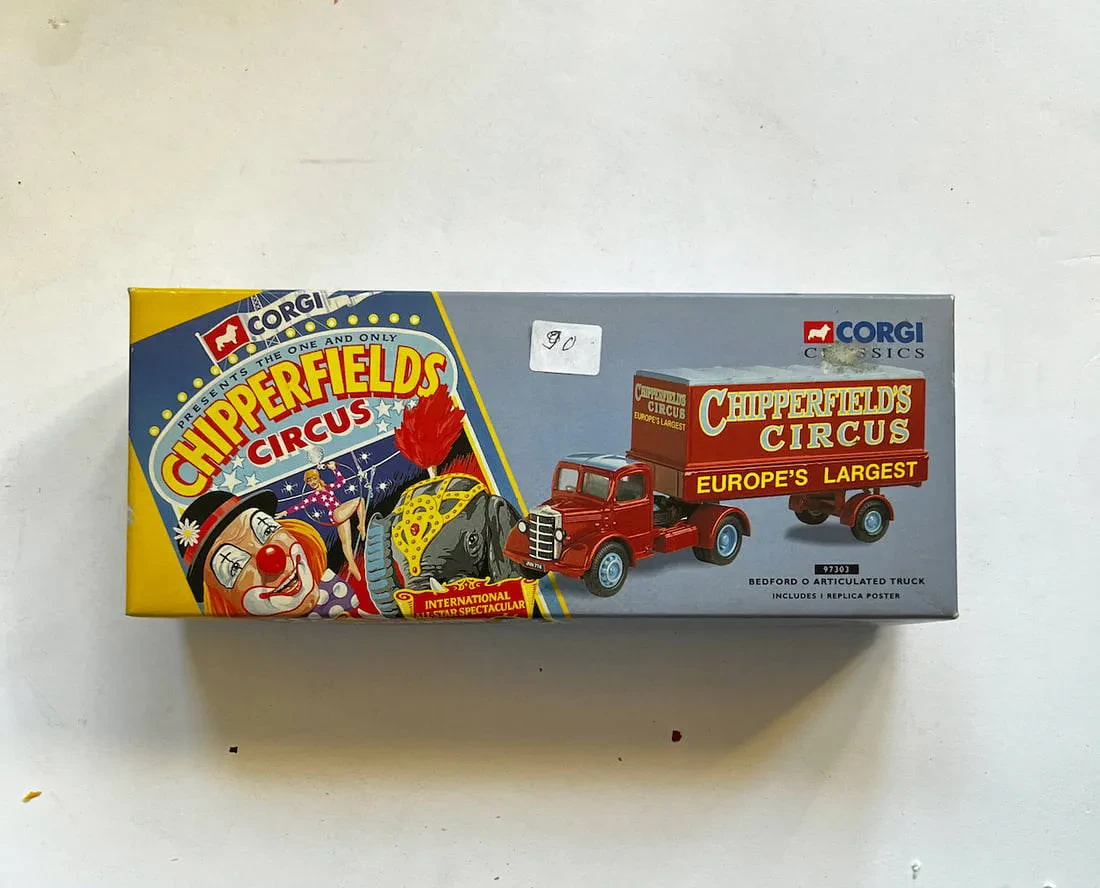 CORGI
PRESENTS THE ONE AND ONLY
CHIPPERFIELDS
CIRCUS
INTERNATIONAL
ALL-STAR SPECTACULAR
90
CORGI
CLASSICS
CHIPPERFIELD'S
CIRCUS
EUROPE'S LARGEST
CHIPPERFIELD'S
CIRCUS
EUROPE'S LARGEST
97303
BEDFORD O ARTICULATED TRUCK
INCLUDES 1 REPLICA POSTER